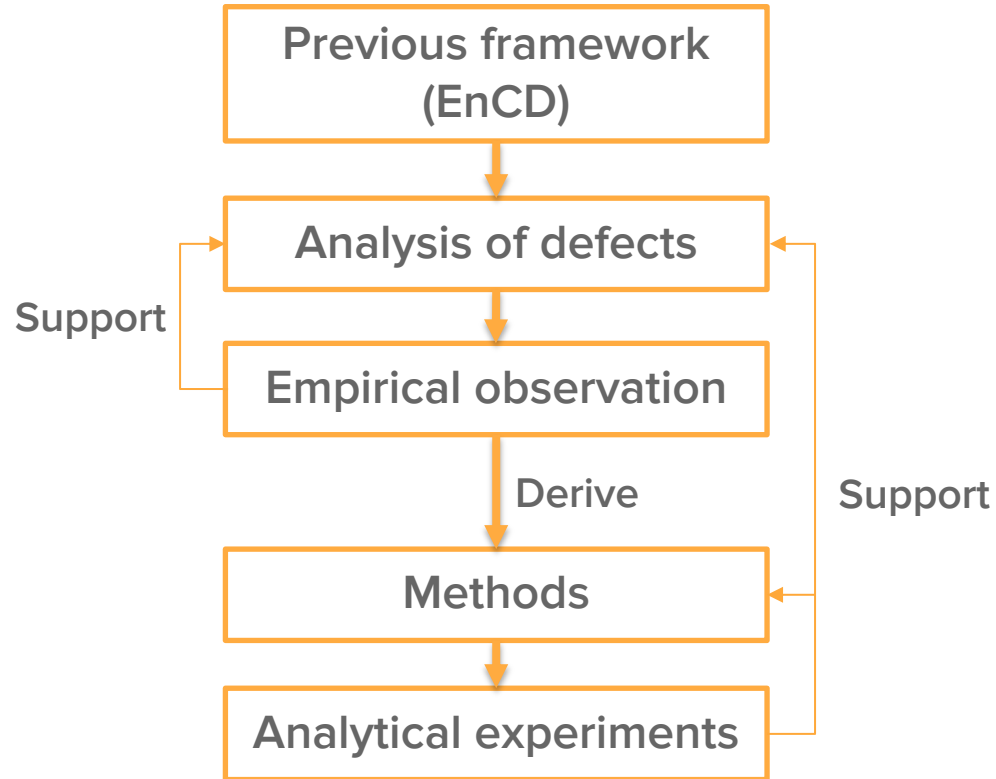 Previous framework
(EnCD)
Analysis of defects
Support
Empirical observation
Derive
Support
Methods
Analytical experiments